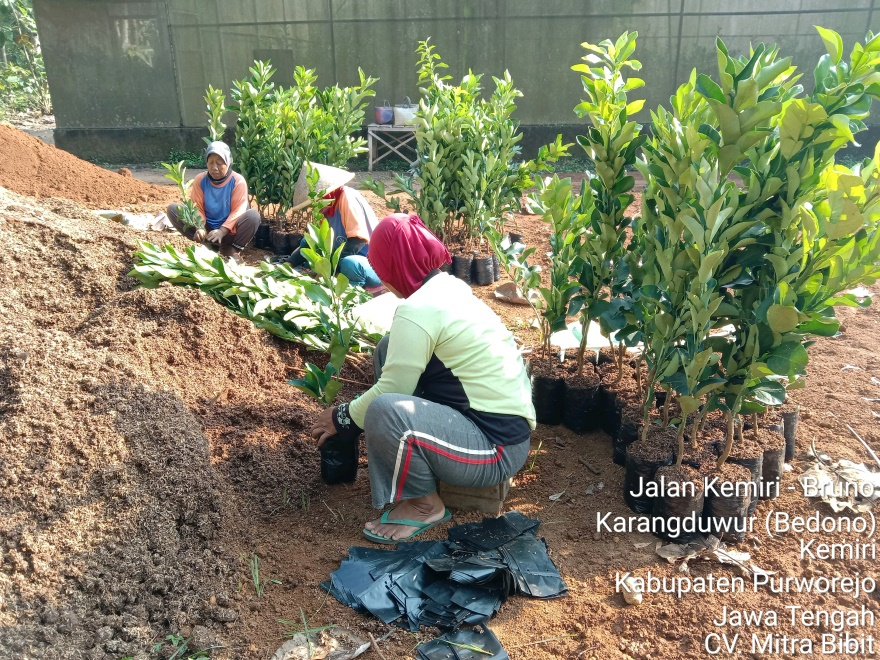 Jalan Kemiri - Bruno
Karangduwur (Bedono)
Kemiri
Kabupaten Purworejo
Jawa Tengah
CV. Mitra Bibit